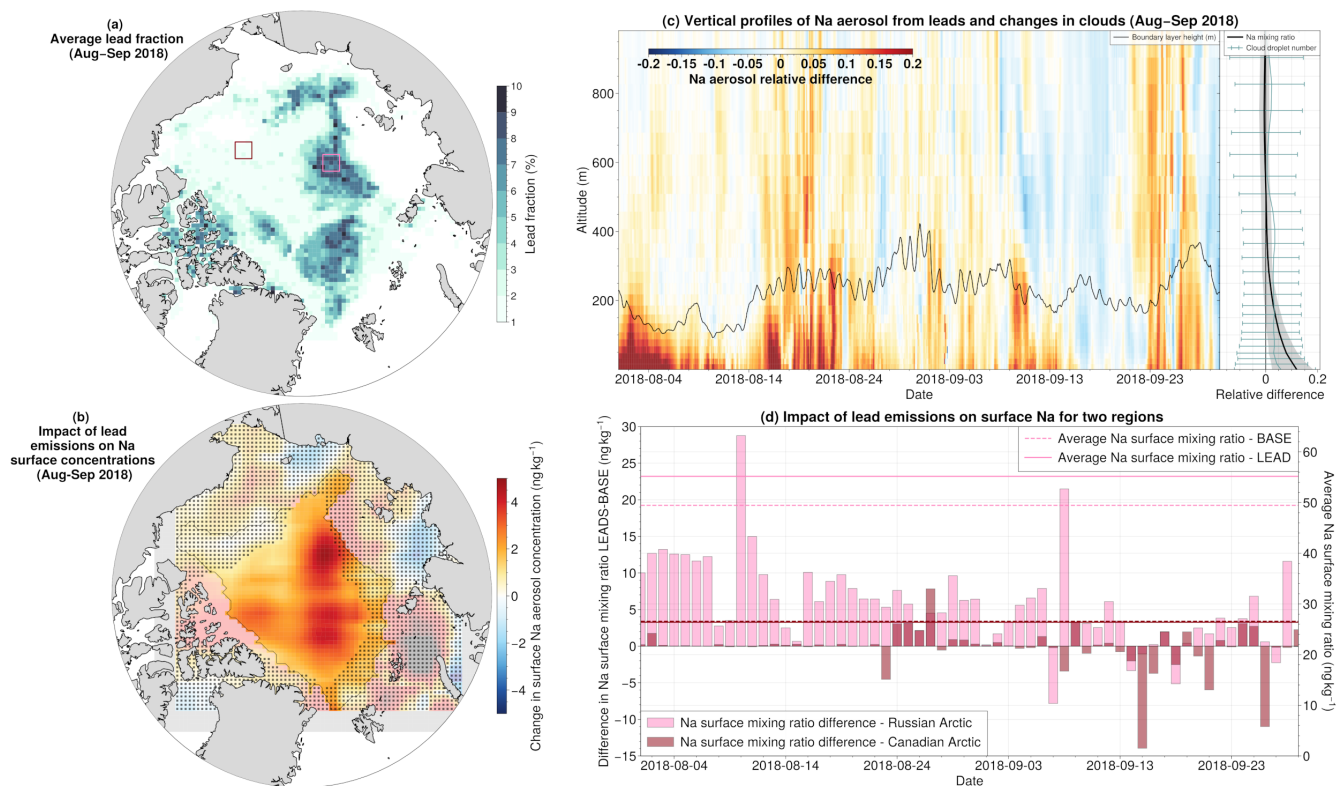 (a)
Average lead fraction
(Aug−Sep 2018)
10
9
8
7
6
5
4
3
2
1
Lead fraction (%)
(b)
Impact of lead
emissions on Na
surface concentrations
(Aug-Sep 2018)
4
2
0
−2
−4
Change in surface Na aerosol concentration (ng kg⁻¹)
(c) Vertical profiles of Na aerosol from leads and changes in clouds (Aug−Sep 2018)
Boundary layer height (m)
Na mixing ratio
Cloud droplet number
-0.2 -0.15 -0.1 -0.05 0 0.05 0.1 0.15 0.2
Na aerosol relative difference
800
600
400
200
Altitude (m)
2018-08-04 2018-08-14 2018-08-24 2018-09-03 2018-09-13 2018-09-23
Date
0 0.2
Relative difference
(d) Impact of lead emissions on surface Na for two regions
Average Na surface mixing ratio - BASE
Average Na surface mixing ratio - LEAD
30
25
20
15
10
5
0
−5
−10
−15
Difference in Na surface mixing ratio LEADS-BASE (ng kg⁻¹)
60
50
40
30
20
10
0
Average Na surface mixing ratio (ng kg⁻¹)
Na surface mixing ratio difference - Russian Arctic
Na surface mixing ratio difference - Canadian Arctic
2018-08-04 2018-08-14 2018-08-24 2018-09-03 2018-09-13 2018-09-23
Date